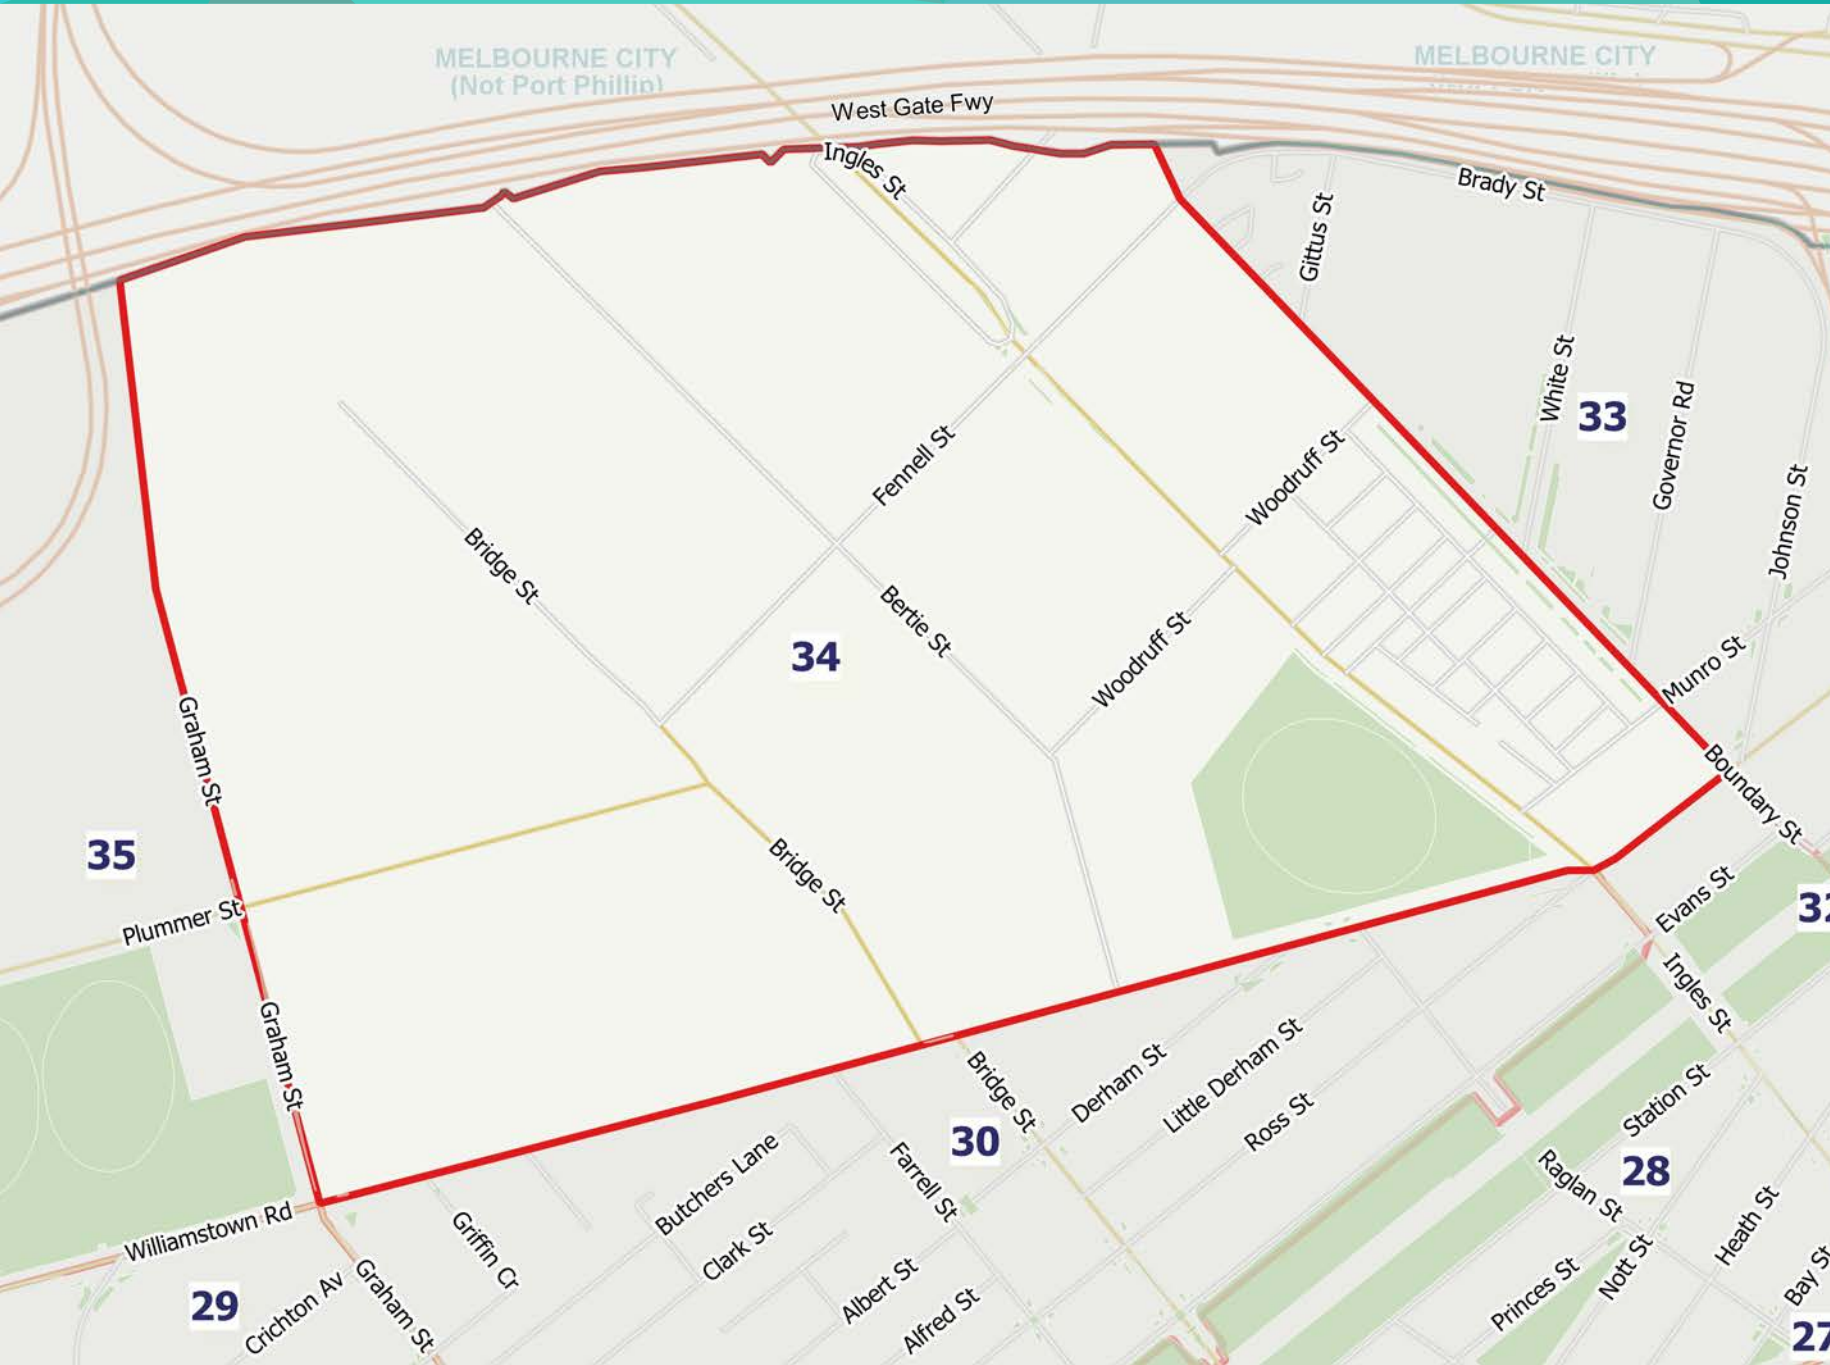 MELBOURNE CITY
(Not Port Phillip)
MELBOURNE CITY
West Gate Fwy
Ingles St
Brady St
Gittus St
White St
33
Governor Rd
Johnson St
Woodruff St
Fennell St
Bridge St
Bertie St
Woodruff St
34
Munro St
Graham St
Boundary St
35
Bridge St
Plummer St
Evans St
Ingles St
Graham St
Bridge St
Derham St
Little Derham St
Ross St
Station St
30
28
Raglan St
Butchers Lane
Farrell St
Clark St
Griffin Cr
Williamstown Rd
Heath St
Nott St
Princes St
Bay St
Albert St
Alfred St
29
Crichton Av
Graham St
27